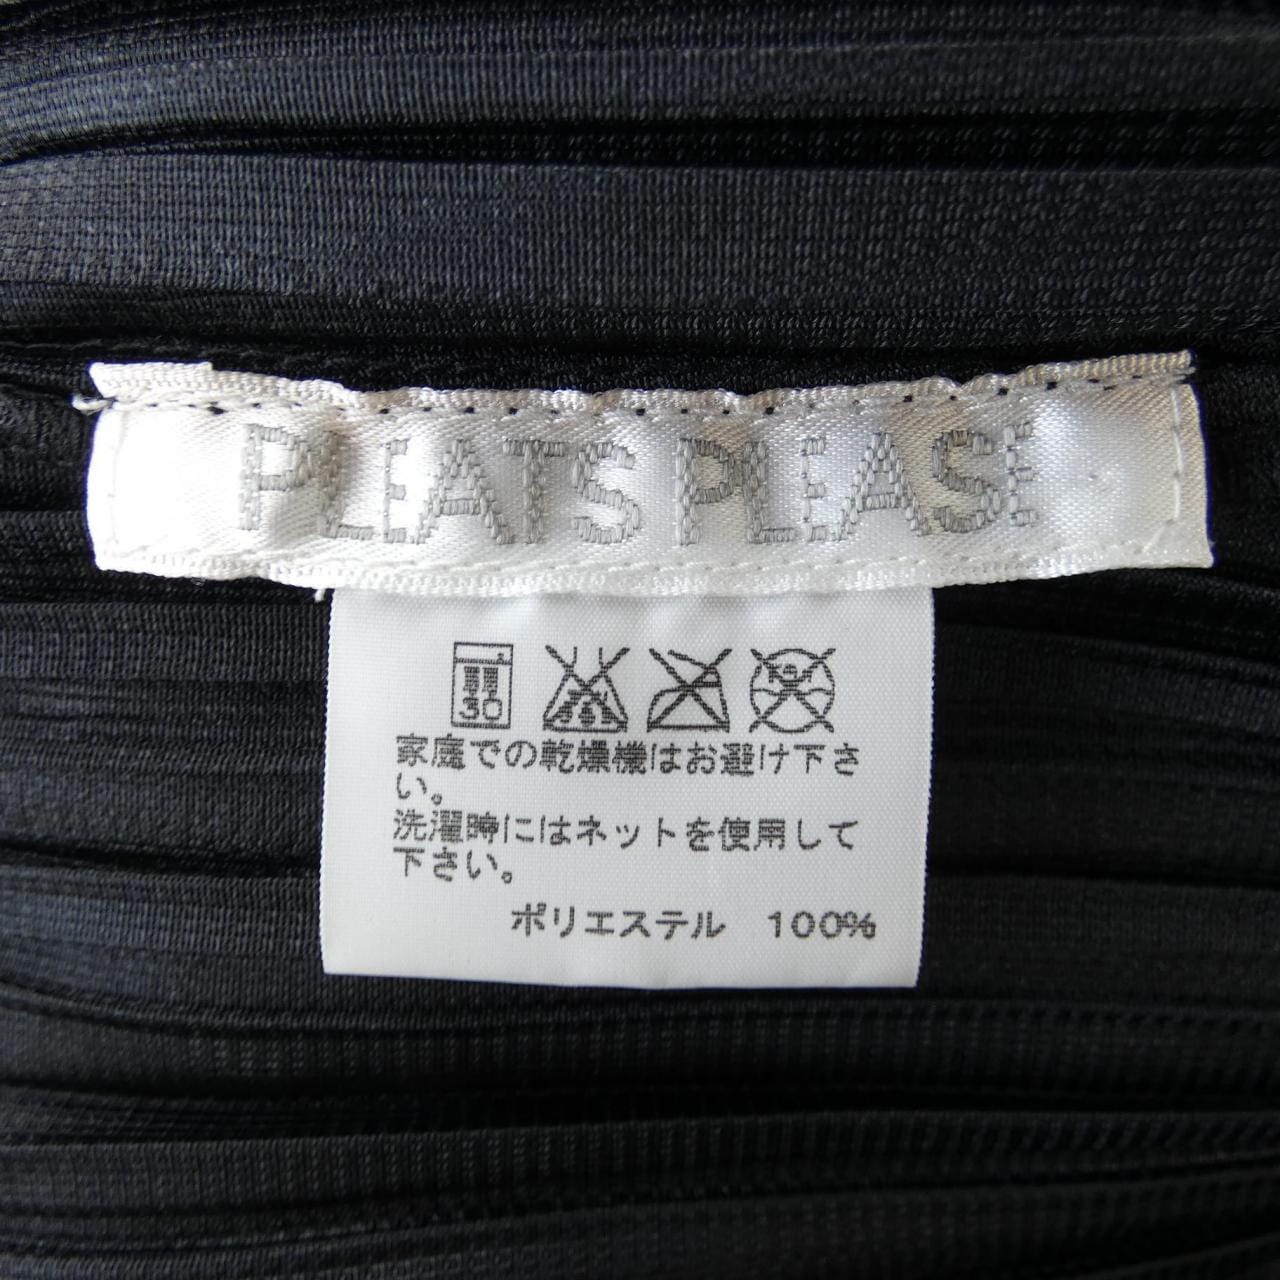 PLEATS PLEASE
30
家庭での乾燥機はお避け下さ
い。
洗濯時にはネットを使用して
下さい。
ポリエステル 100%